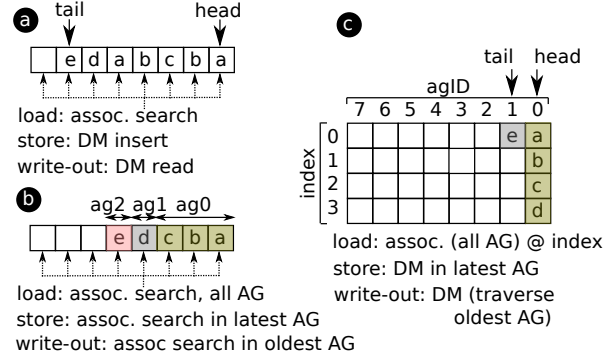 a
tail head
e d a b c b a
load: assoc. search
store: DM insert
write-out: DM read
b
ag2 ag1 ag0
e d c b a
load: assoc. search, all AG
store: assoc. search in latest AG
write-out: assoc search in oldest AG
c
tail head
agID
7 6 5 4 3 2 1 0
index
0 e a
1 b
2 c
3 d
load: assoc. (all AG) @ index
store: DM in latest AG
write-out: DM (traverse
oldest AG)